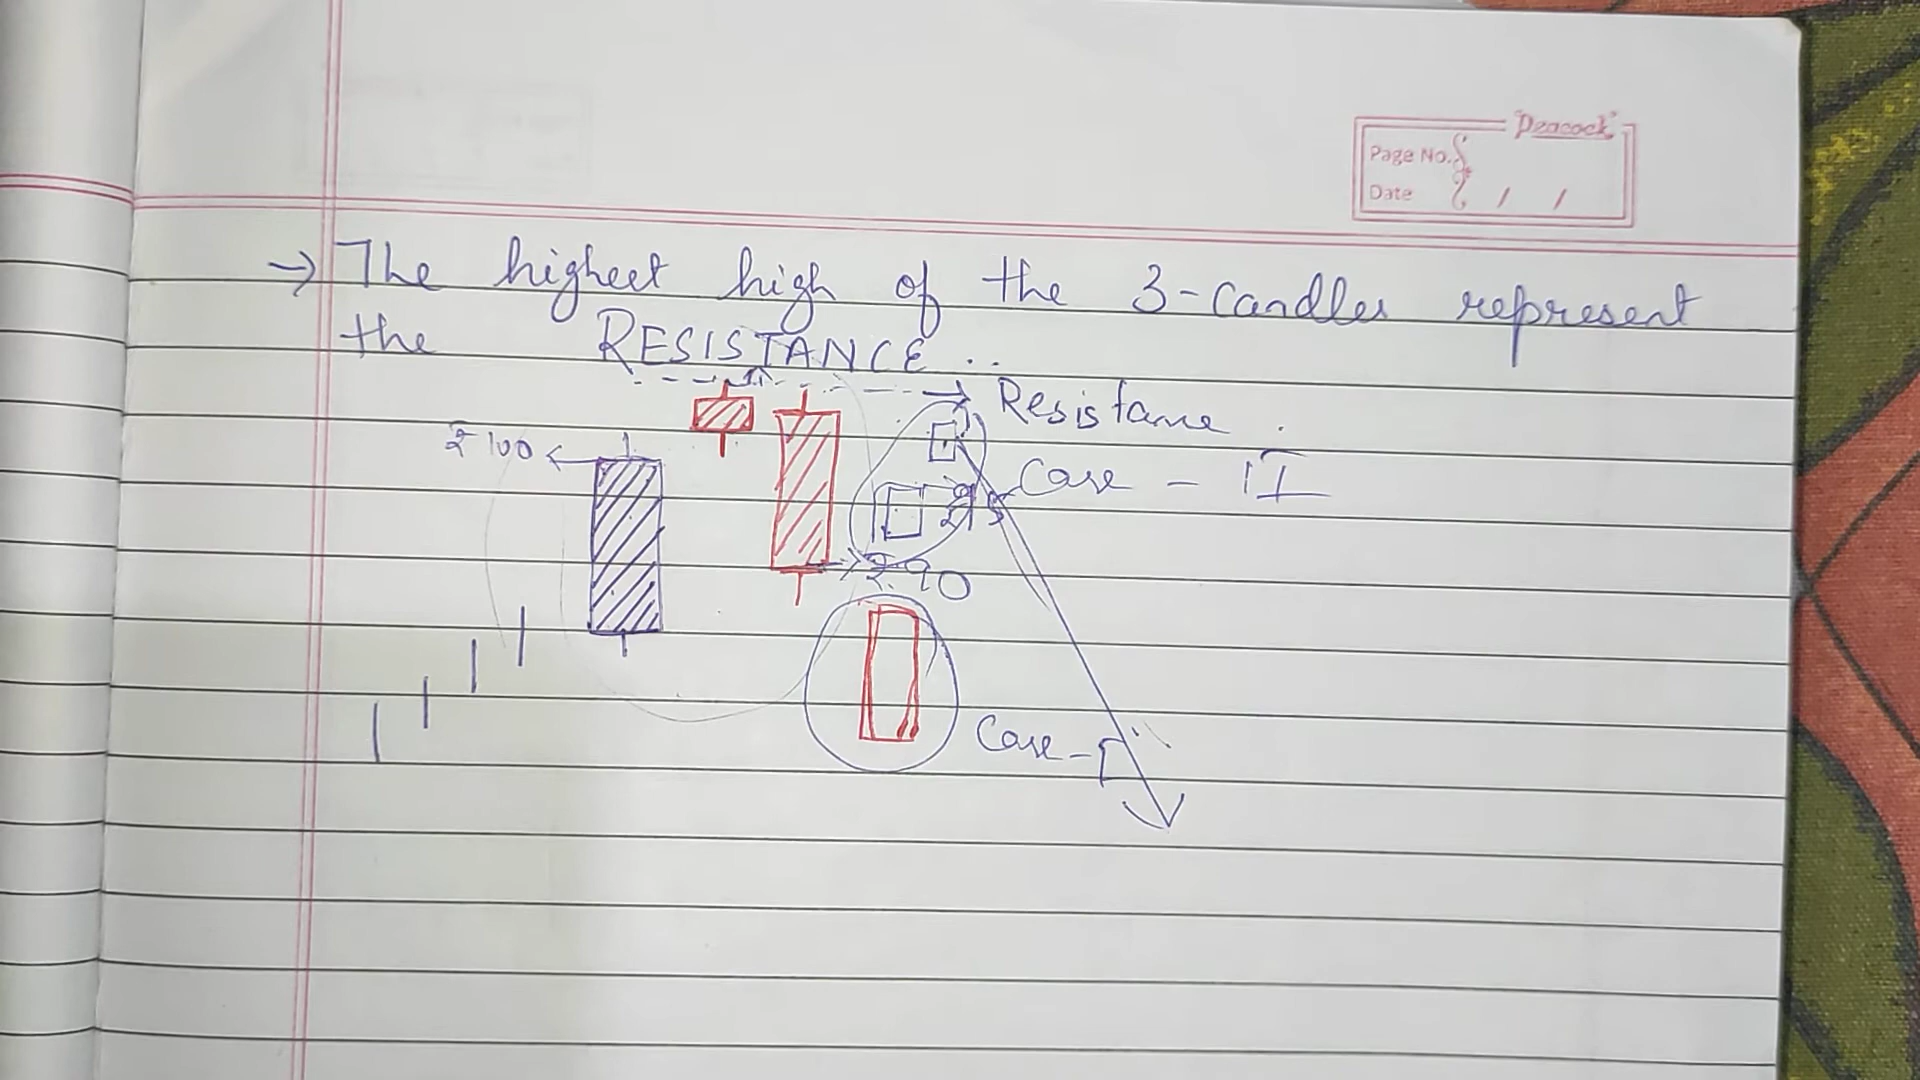 "Peacock"
Page No.
Date / /
→ The highest high of the 3-candles represent
the RESISTANCE..
Resistance.
₹ 100
Case - II
95
₹.90
Case -